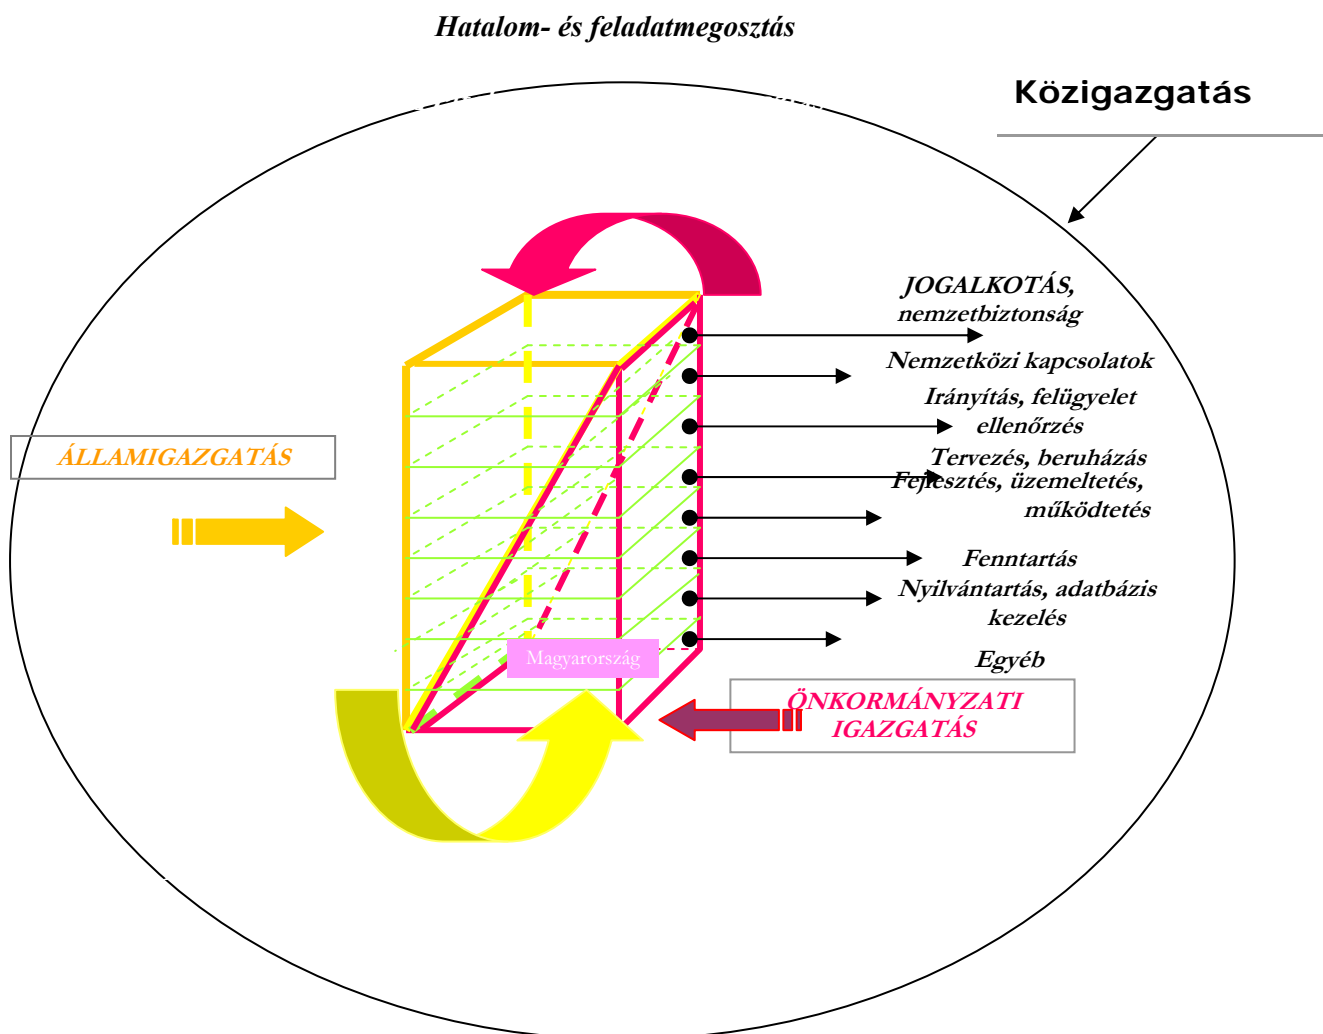 Hatalom- és feladatmegosztás
Közigazgatás
JOGALKOTÁS,
nemzetbiztonság
Nemzetközi kapcsolatok
Irányítás, felügyelet
ellenőrzés
ÁLLAMIGAZGATÁS
Tervezés, beruházás
Fejlesztés, üzemeltetés,
működtetés
Fenntartás
Nyilvántartás, adatbázis
kezelés
Magyarország
Egyéb
ÖNKORMÁNYZATI
IGAZGATÁS